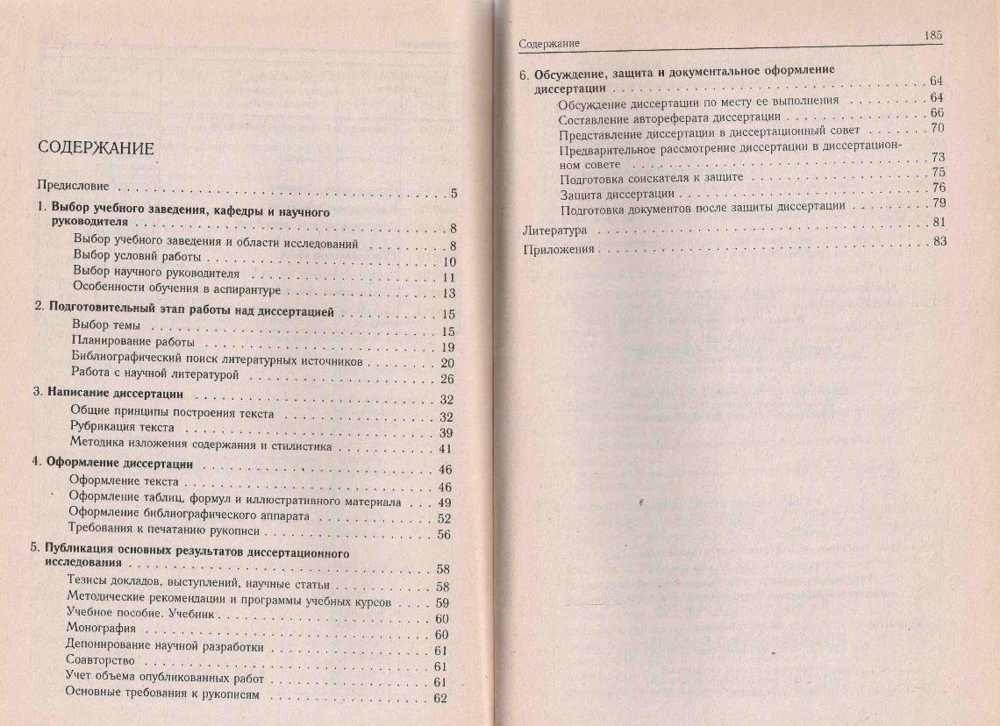 СОДЕРЖАНИЕ
Предисловие . . . . . . . . . . 5
1. Выбор учебного заведения, кафедры и научного
руководителя . . . . . . . . . . 8
Выбор учебного заведения и области исследований . . . . . . . 8
Выбор условий работы . . . . . . . . . . 10
Выбор научного руководителя . . . . . . . . . . 11
Особенности обучения в аспирантуре . . . . . . . . . . 13
2. Подготовительный этап работы над диссертацией . . . . . . . . . . 15
Выбор темы . . . . . . . . . . 15
Планирование работы . . . . . . . . . . 19
Библиографический поиск литературных источников . . . . . . . . 20
Работа с научной литературой . . . . . . . . . . 26
3. Написание диссертации . . . . . . . . . . 32
Общие принципы построения текста . . . . . . . . . . 32
Рубрикация текста . . . . . . . . . . 39
Методика изложения содержания и стилистика . . . . . . . . . . 41
4. Оформление диссертации . . . . . . . . . . 46
Оформление текста . . . . . . . . . . 46
Оформление таблиц, формул и иллюстративного материала . . . 49
Оформление библиографического аппарата . . . . . . . . . . 52
Требования к печатанию рукописи . . . . . . . . . . 56
5. Публикация основных результатов диссертационного
исследования . . . . . . . . . . 58
Тезисы докладов, выступлений, научные статьи . . . . . . . . . . 58
Методические рекомендации и программы учебных курсов . . . . 59
Учебное пособие. Учебник . . . . . . . . . . 60
Монография . . . . . . . . . . 60
Депонирование научной разработки . . . . . . . . . . 61
Соавторство . . . . . . . . . . 61
Учет объема опубликованных работ . . . . . . . . . . 61
Основные требования к рукописям . . . . . . . . . . 62
Содержание 185
6. Обсуждение, защита и документальное оформление
диссертации . . . . . . . . . . 64
Обсуждение диссертации по месту ее выполнения . . . . . . . . . 64
Составление автореферата диссертации . . . . . . . . . . 66
Представление диссертации в диссертационный совет . . . . . . . 70
Предварительное рассмотрение диссертации в диссертацион-
ном совете . . . . . . . . . . 73
Подготовка соискателя к защите . . . . . . . . . . 75
Защита диссертации . . . . . . . . . . 76
Подготовка документов после защиты диссертации . . . . . . . . . 79
Литература . . . . . . . . . . 81
Приложения . . . . . . . . . . 83